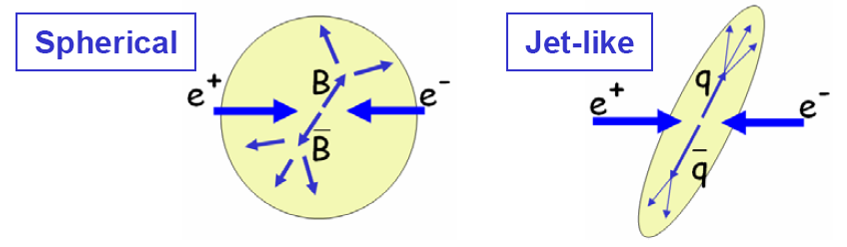 Spherical
e+ B e-
B̅
Jet-like
e+ q e-
q̅